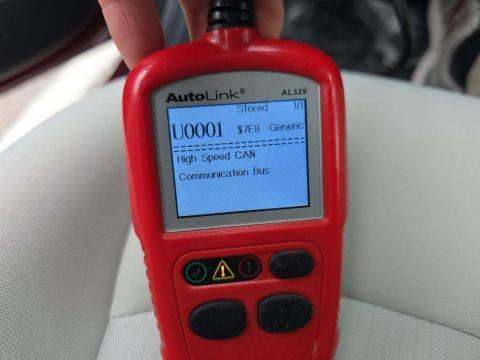 AutoLink®
AL329
Stored 1/1
U0001 $7E8 Generic
High Speed CAN
Communication Bus